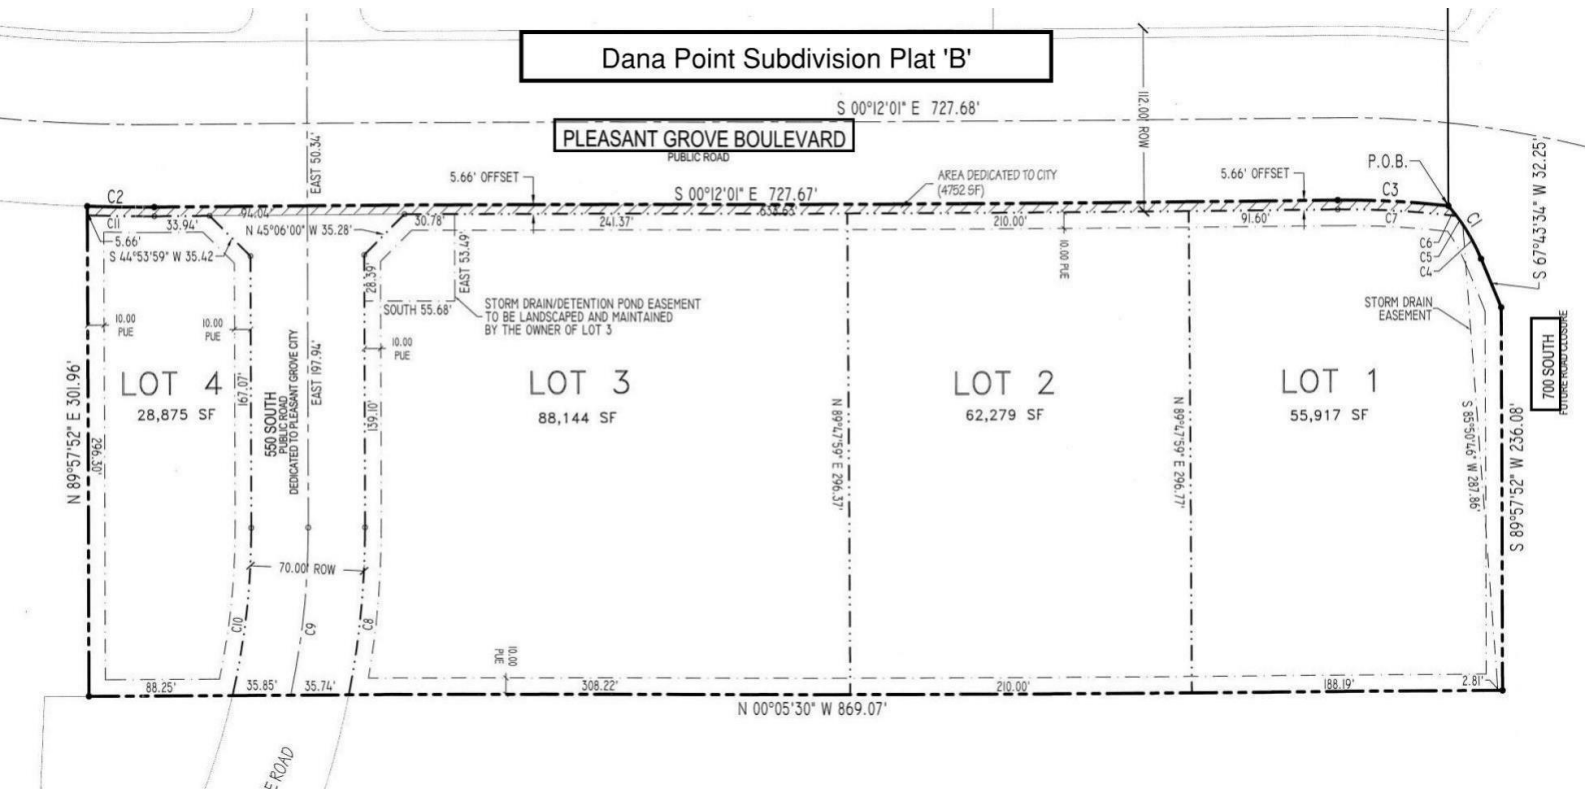 Dana Point Subdivision Plat 'B'
S 00°12'01" E 727.68'
PLEASANT GROVE BOULEVARD
PUBLIC ROAD
112.00' ROW
EAST 50.34'
P.O.B.
S 67°43'34" W 32.25'
5.66' OFFSET
S 00°12'01" E 727.67'
AREA DEDICATED TO CITY
(4752 SF)
5.66' OFFSET
C2
C3
C1
C11
33.94'
94.04'
30.78'
241.37'
633.63'
210.00'
91.60'
C7
C6
C5
C4
5.66'
N 45°06'00" W 35.28'
S 44°53'59" W 35.42
28.39'
EAST 53.49'
SOUTH 55.68'
STORM DRAIN/DETENTION POND EASEMENT
TO BE LANDSCAPED AND MAINTAINED
BY THE OWNER OF LOT 3
10.00 PUE
STORM DRAIN
EASEMENT
10.00
PUE
10.00
PUE
10.00
PUE
700 SOUTH
FUTURE ROAD CLOSURE
LOT 4
28,875 SF
LOT 3
88,144 SF
LOT 2
62,279 SF
LOT 1
55,917 SF
N 89°57'52" E 301.96'
296.30'
167.07'
550 SOUTH
PUBLIC ROAD
DEDICATED TO PLEASANT GROVE CITY
EAST 197.94'
139.10'
N 89°47'59" E 296.37'
N 89°47'59" E 296.77'
S 85°50'46" W 287.86'
S 89°57'52" W 236.08'
70.00' ROW
C10
C9
C8
10.00
PUE
88.25'
35.85'
35.74'
308.22'
210.00'
188.19'
2.81'
N 00°05'30" W 869.07'
ROAD